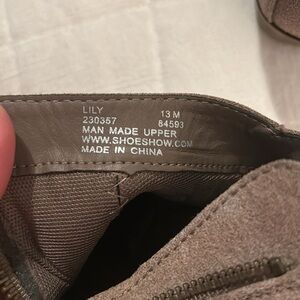 LILY 13 M
230357 84593
MAN MADE UPPER
WWW.SHOESHOW.COM
MADE IN CHINA